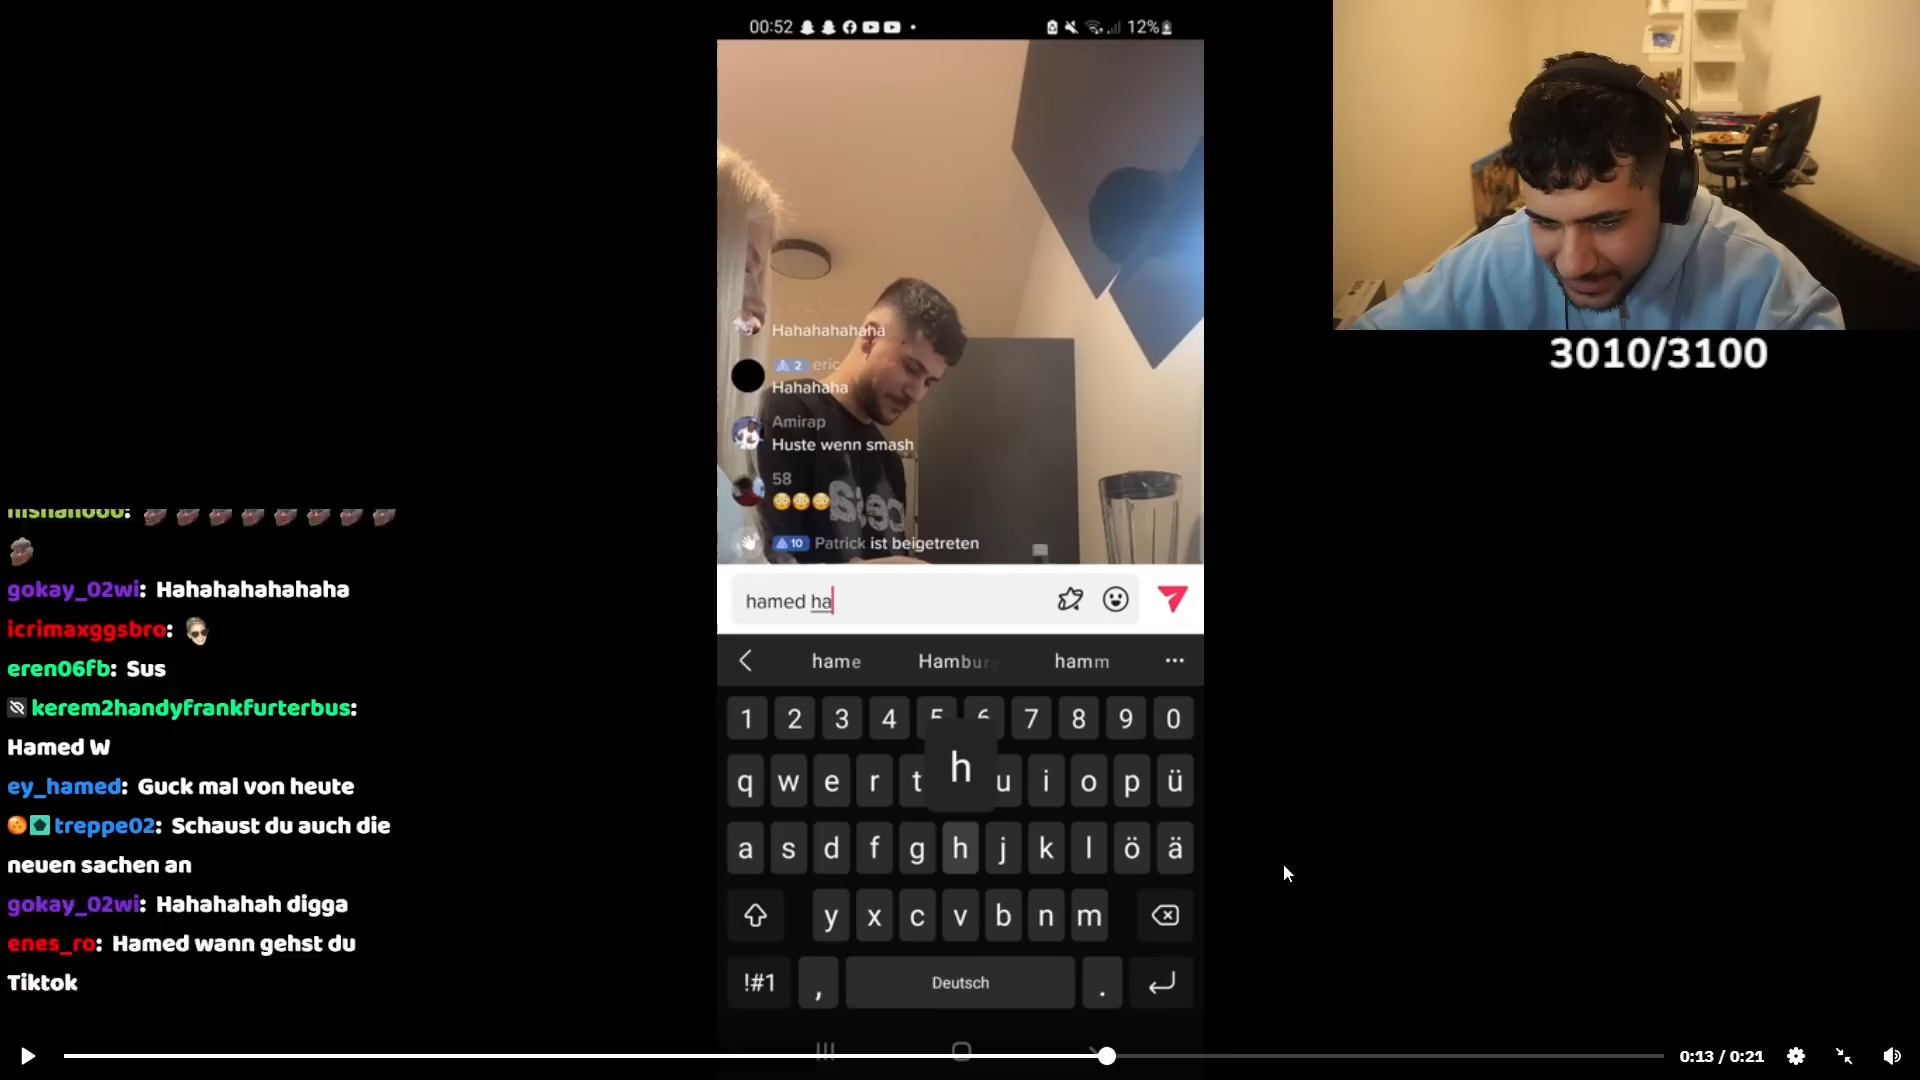 00:52
12%
3010/3100
Hahahahahaha
2 eric
Hahahaha
Amirap
Huste wenn smash
58
😳😳😳
10 Patrick ist beigetreten
hamed ha
hame Hambur hamm ...
1 2 3 4 5 6 7 8 9 0
h
q w e r t u i o p ü
a s d f g h j k l ö ä
y x c v b n m
!#1 , Deutsch .
gokay_02wi: Hahahahahahaha
icrimaxggsbro:
eren06fb: Sus
kerem2handyfrankfurterbus:
Hamed W
ey_hamed: Guck mal von heute
treppe02: Schaust du auch die
neuen sachen an
gokay_02wi: Hahahahah digga
enes_ro: Hamed wann gehst du
Tiktok
0:13 / 0:21